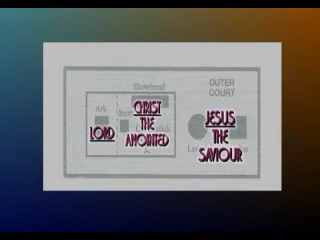 OUTER
COURT
Shewbread
Ark
LORD
CHRIST
THE
ANOINTED
JESUS
THE
SAVIOUR